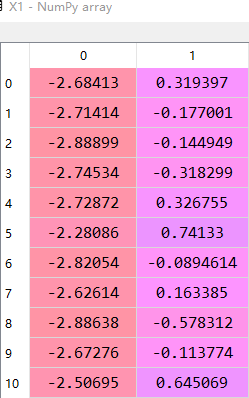 X1 - NumPy array
0 1
0 -2.68413 0.319397
1 -2.71414 -0.177001
2 -2.88899 -0.144949
3 -2.74534 -0.318299
4 -2.72872 0.326755
5 -2.28086 0.74133
6 -2.82054 -0.0894614
7 -2.62614 0.163385
8 -2.88638 -0.578312
9 -2.67276 -0.113774
10 -2.50695 0.645069